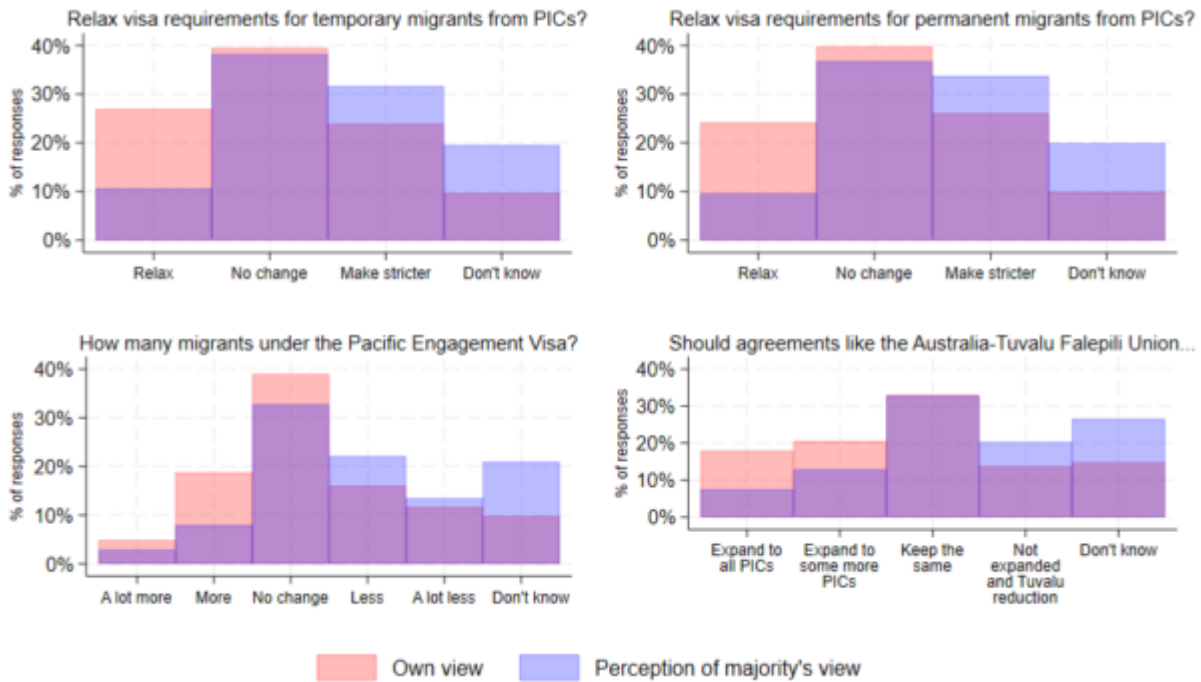 Relax visa requirements for temporary migrants from PICs?
% of responses
40%
30%
20%
10%
0%
Relax
No change
Make stricter
Don't know
Relax visa requirements for permanent migrants from PICs?
% of responses
40%
30%
20%
10%
0%
Relax
No change
Make stricter
Don't know
How many migrants under the Pacific Engagement Visa?
% of responses
40%
30%
20%
10%
0%
A lot more
More
No change
Less
A lot less
Don't know
Should agreements like the Australia-Tuvalu Falepili Union...
% of responses
40%
30%
20%
10%
0%
Expand to
all PICs
Expand to
some more
PICs
Keep the
same
Not
expanded
and Tuvalu
reduction
Don't know
Own view
Perception of majority's view